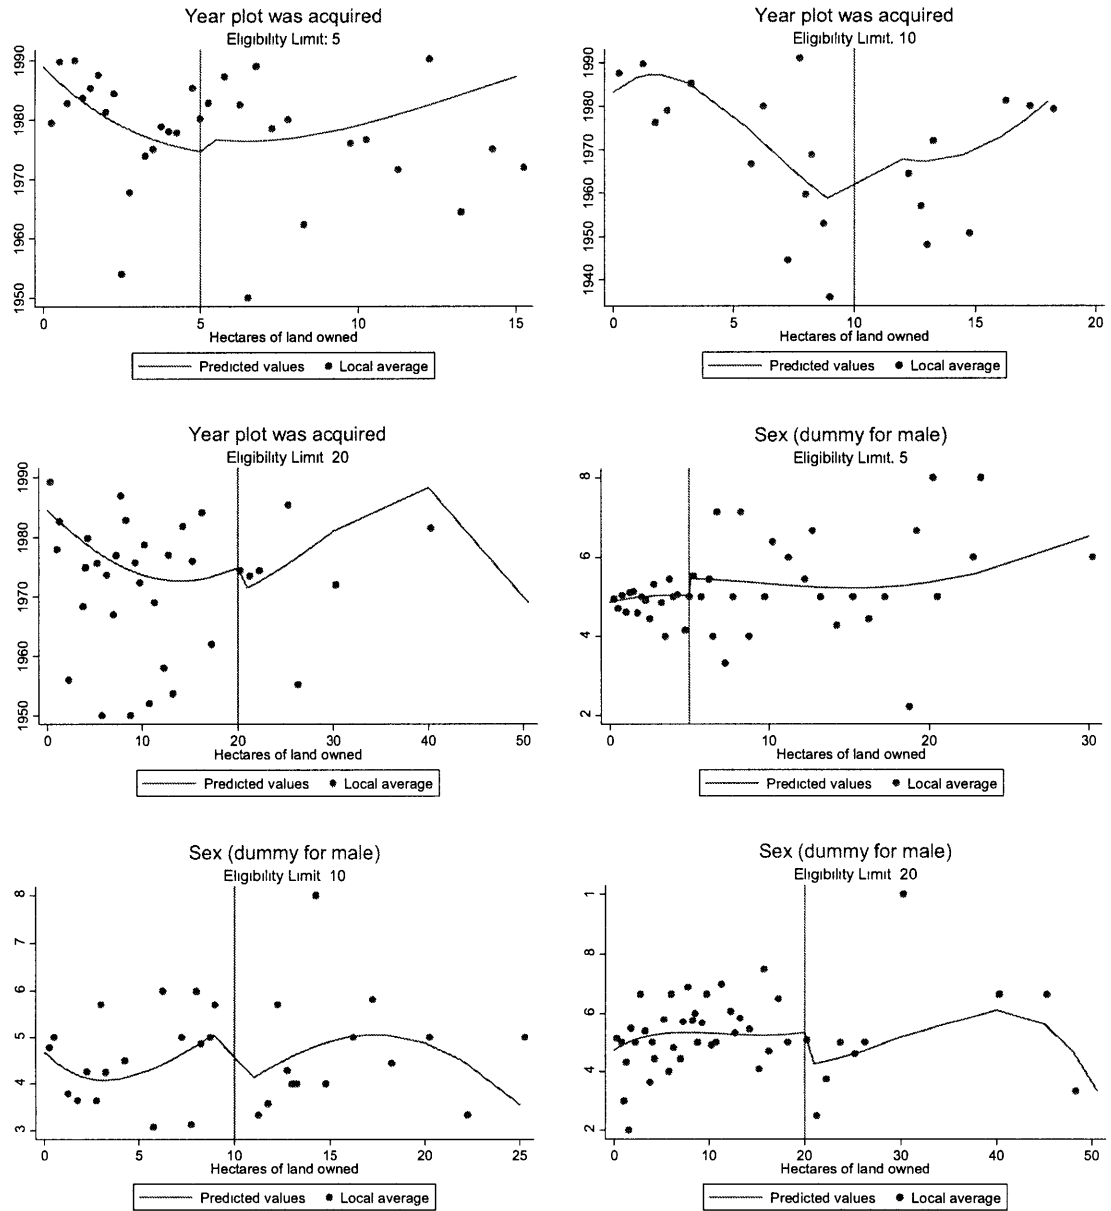 Year plot was acquired
Eligibility Limit: 5
1990
1980
1970
1960
1950
0 5 10 15
Hectares of land owned
Predicted values Local average
Year plot was acquired
Eligibility Limit. 10
1990
1980
1970
1960
1950
1940
0 5 10 15 20
Hectares of land owned
Predicted values Local average
Year plot was acquired
Eligibility Limit 20
1990
1980
1970
1960
1950
0 10 20 30 40 50
Hectares of land owned
Predicted values Local average
Sex (dummy for male)
Eligibility Limit. 5
8
6
4
2
0 10 20 30
Hectares of land owned
Predicted values Local average
Sex (dummy for male)
Eligibility Limit 10
8
7
6
5
4
3
0 5 10 15 20 25
Hectares of land owned
Predicted values Local average
Sex (dummy for male)
Eligibility Limit 20
1
8
6
4
2
0 10 20 30 40 50
Hectares of land owned
Predicted values Local average